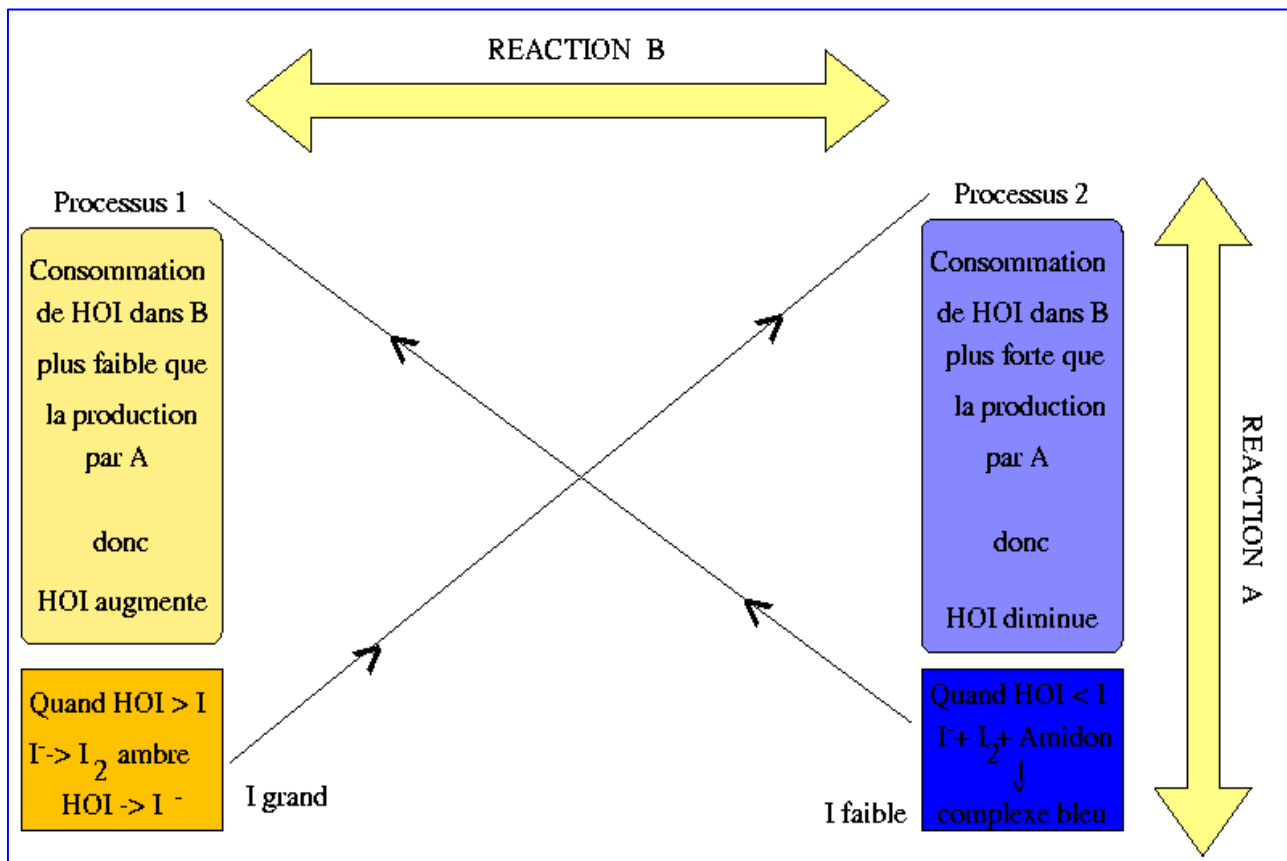 REACTION B
Processus 1
Consommation
de HOI dans B
plus faible que
la production
par A
donc
HOI augmente
Quand HOI > I
I⁻-> I₂ ambre
HOI -> I ⁻
I grand
Processus 2
Consommation
de HOI dans B
plus forte que
la production
par A
donc
HOI diminue
Quand HOI < I
I⁻+ I₂+ Amidon
↓
complexe bleu
I faible
REACTION A